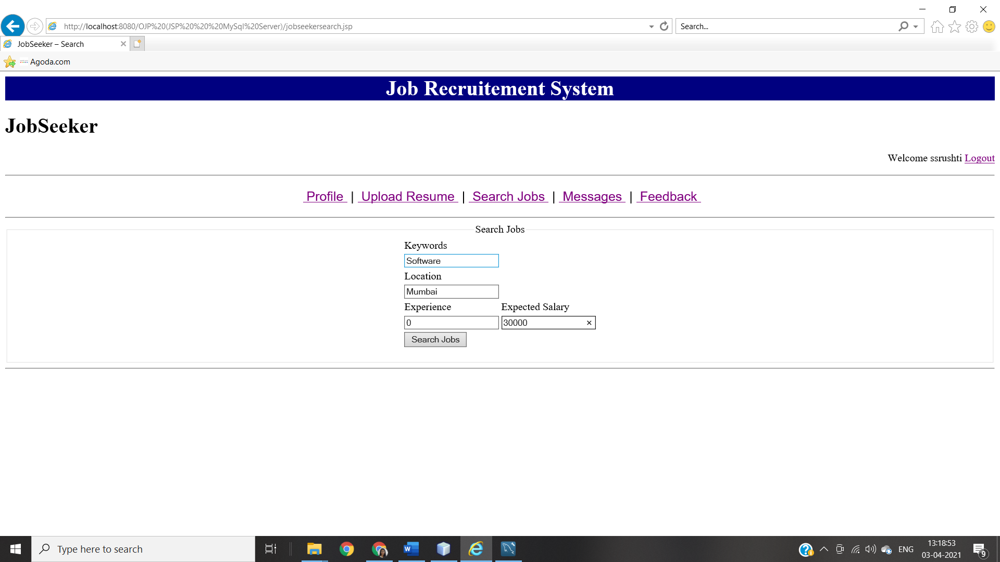 http://localhost:8080/OJP%20(JSP%20%20%20MySql%20Server)/jobseekersearch.jsp
Search...
JobSeeker – Search
Agoda.com
Job Recruitement System
JobSeeker
Welcome ssrushti Logout
Profile | Upload Resume | Search Jobs | Messages | Feedback
Search Jobs
Keywords
Software
Location
Mumbai
Experience Expected Salary
0 30000
Search Jobs
Type here to search
ENG
13:18:53
03-04-2021
9